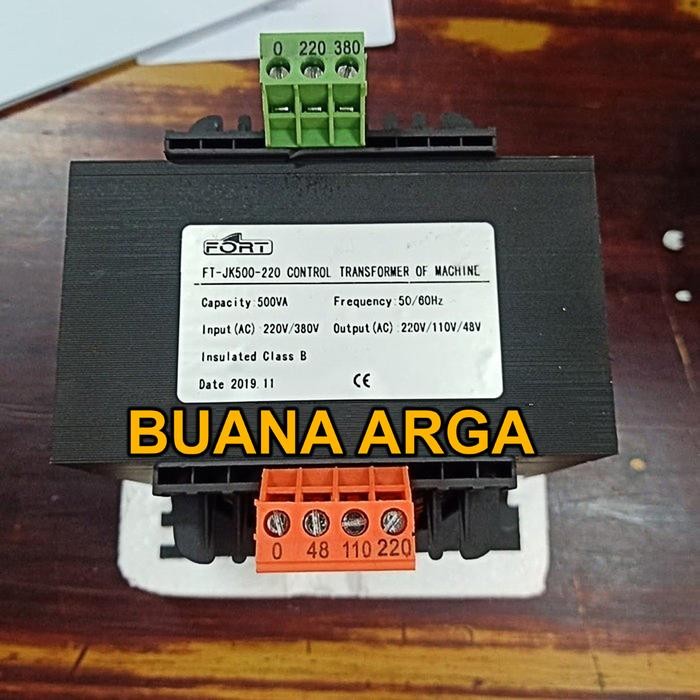 0 220 380
FORT
FT-JK500-220 CONTROL TRANSFORMER OF MACHINE
Capacity:500VA Frequency:50/60Hz
Input(AC):220V/380V Output(AC):220V/110V/48V
Insulated Class B
Date 2019.11 CE
BUANA ARGA
0 48 110 220